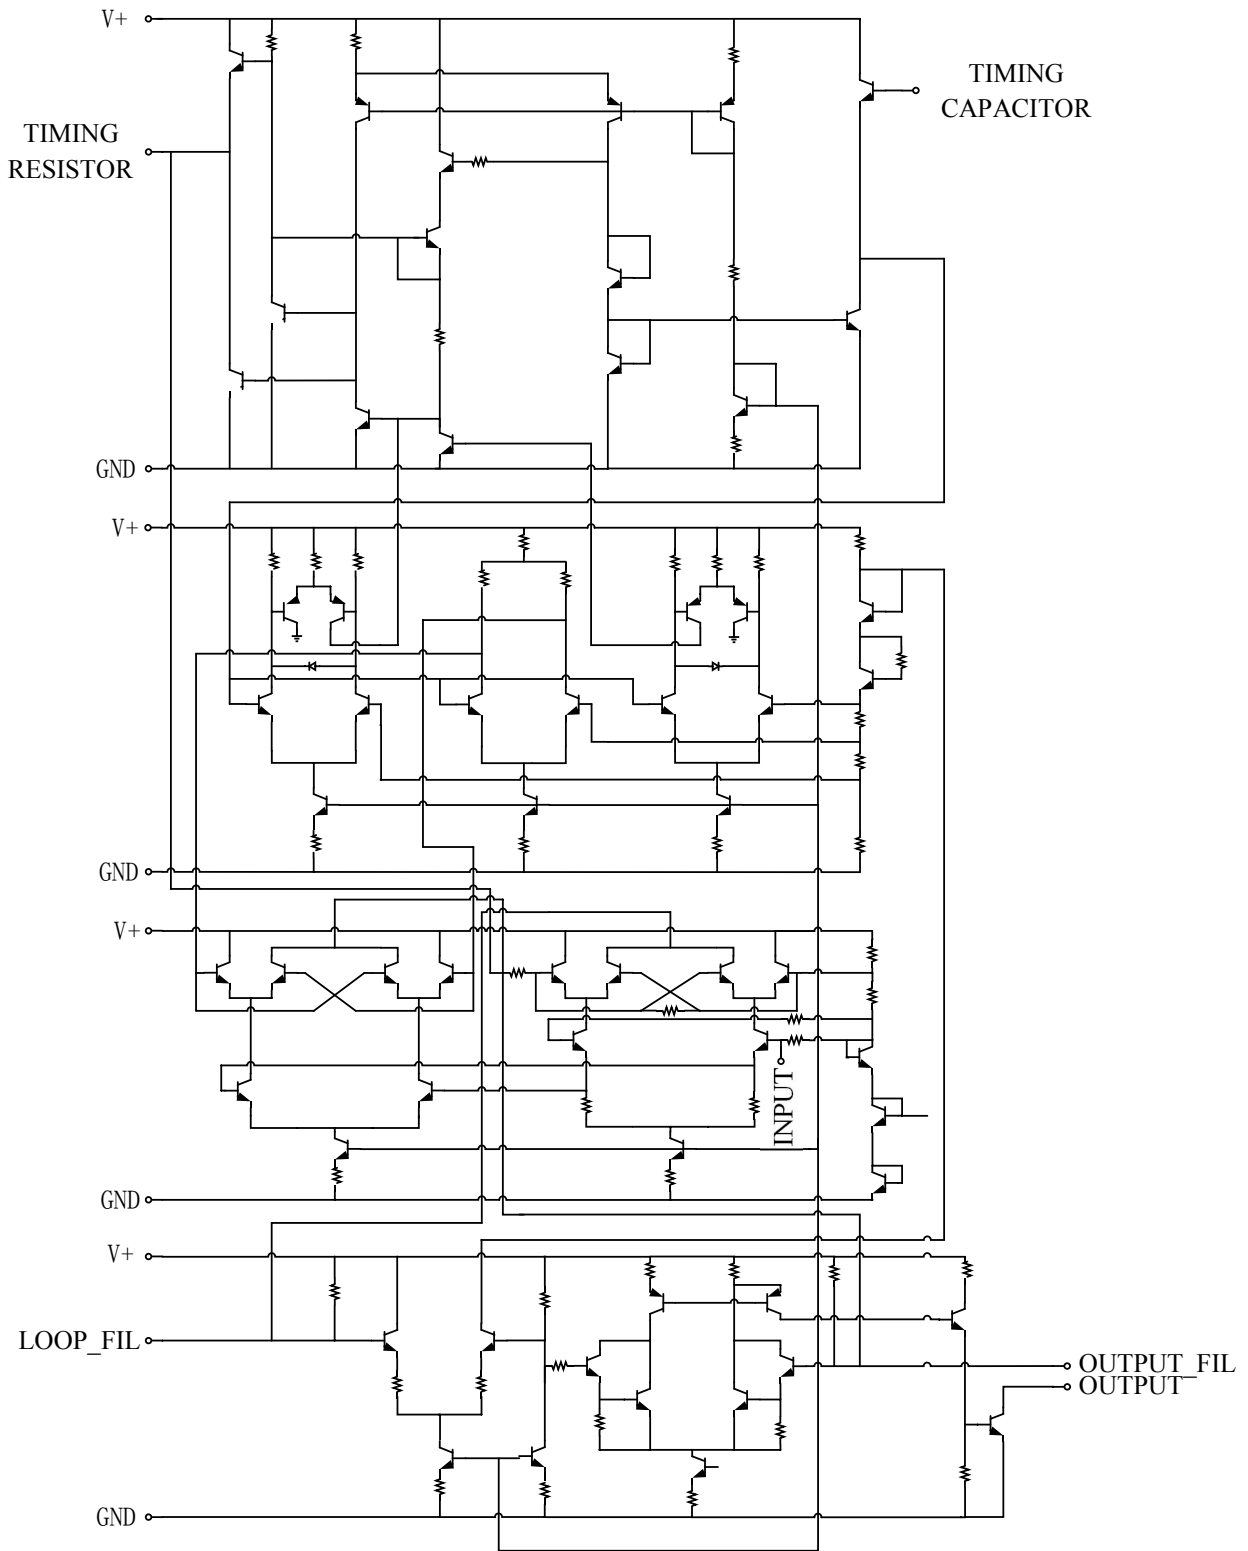 V+
TIMING
CAPACITOR
TIMING
RESISTOR
GND
V+
GND
V+
INPUT
GND
V+
LOOP_FIL
OUTPUT_FIL
OUTPUT
GND